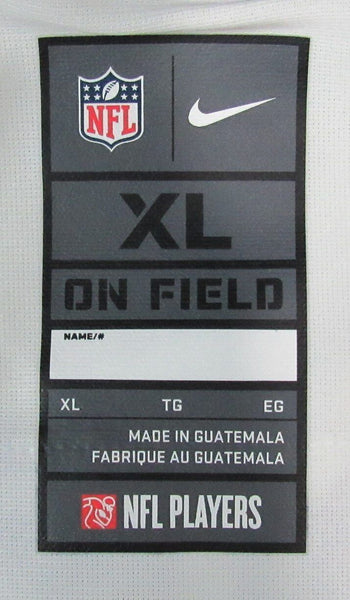 NFL
XL
ON FIELD
NAME/#
XL TG EG
MADE IN GUATEMALA
FABRIQUE AU GUATEMALA
NFL PLAYERS